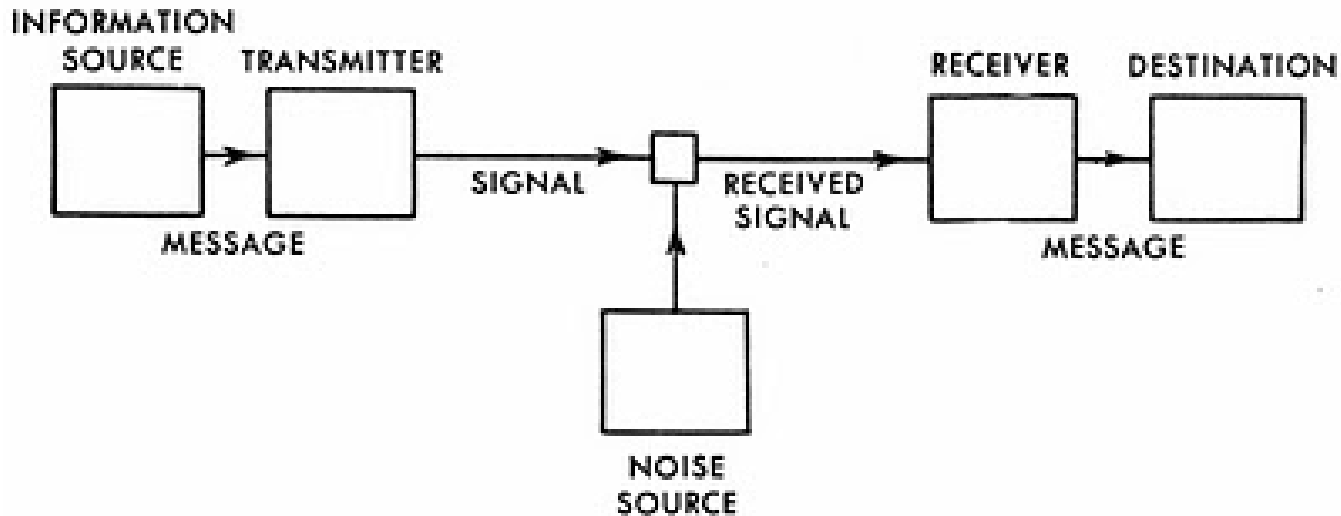 INFORMATION
SOURCE
TRANSMITTER
RECEIVER
DESTINATION
SIGNAL
RECEIVED
SIGNAL
MESSAGE
MESSAGE
NOISE
SOURCE